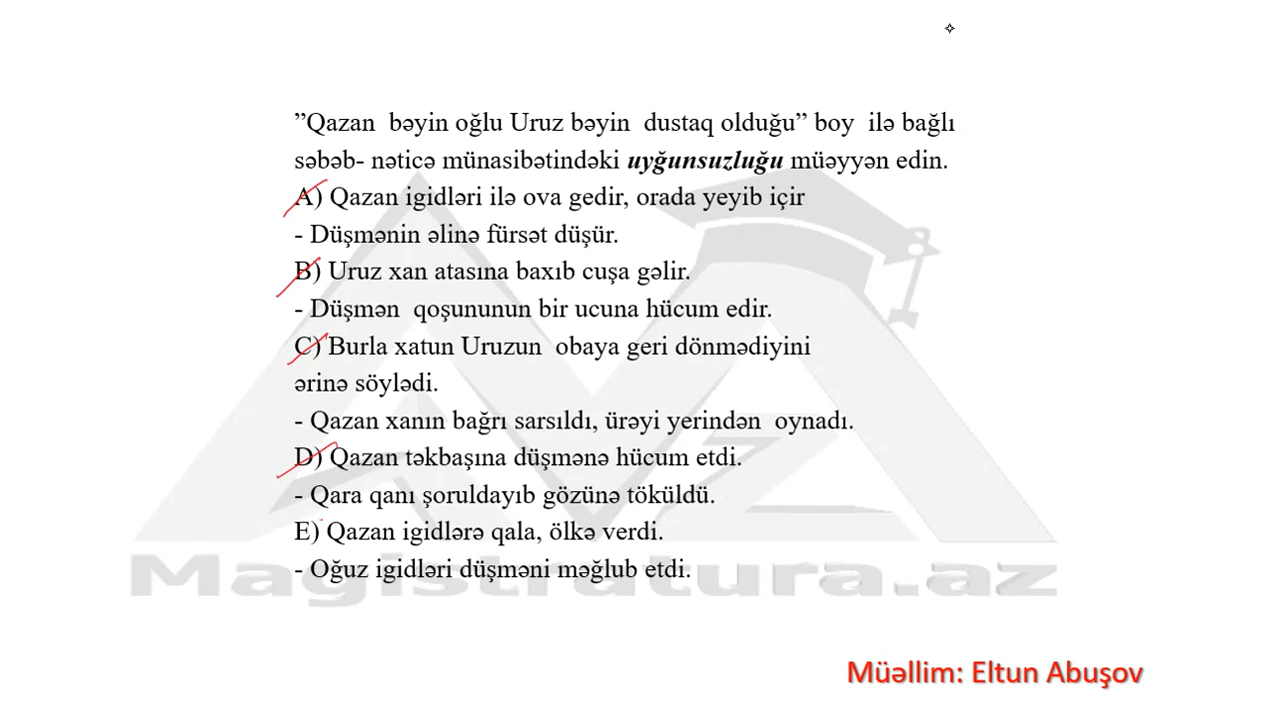 ”Qazan bəyin oğlu Uruz bəyin dustaq olduğu” boy ilə bağlı
səbəb- nəticə münasibətindəki uyğunsuzluğu müəyyən edin.
A) Qazan igidləri ilə ova gedir, orada yeyib içir
- Düşmənin əlinə fürsət düşür.
B) Uruz xan atasına baxıb cuşa gəlir.
- Düşmən qoşununun bir ucuna hücum edir.
C) Burla xatun Uruzun obaya geri dönmədiyini
ərinə söylədi.
- Qazan xanın bağrı sarsıldı, ürəyi yerindən oynadı.
D) Qazan təkbaşına düşmənə hücum etdi.
- Qara qanı şoruldayıb gözünə töküldü.
E) Qazan igidlərə qala, ölkə verdi.
- Oğuz igidləri düşməni məğlub etdi.
Magistratura.az
Müəllim: Eltun Abuşov